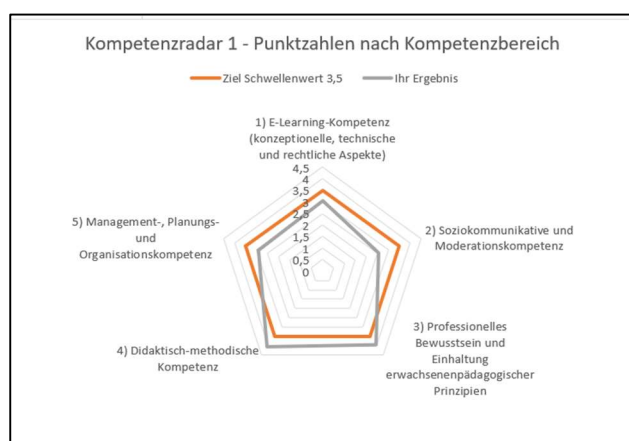 Kompetenzradar 1 - Punktzahlen nach Kompetenzbereich
Ziel Schwellenwert 3,5
Ihr Ergebnis
1) E-Learning-Kompetenz
(konzeptionelle, technische
und rechtliche Aspekte)
4,5
4
3,5
3
2,5
2
1,5
1
0,5
0
2) Soziokommunikative und
Moderationskompetenz
3) Professionelles
Bewusstsein und
Einhaltung
erwachsenenpädagogischer
Prinzipien
4) Didaktisch-methodische
Kompetenz
5) Management-, Planungs-
und
Organisationskompetenz